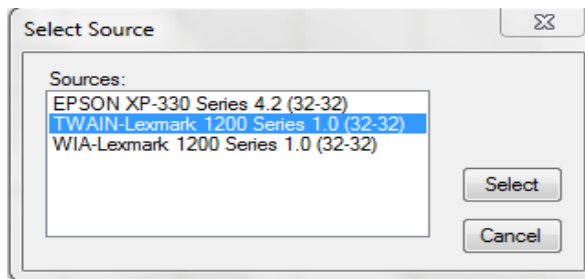 Select Source
Sources:
EPSON XP-330 Series 4.2 (32-32)
TWAIN-Lexmark 1200 Series 1.0 (32-32)
WIA-Lexmark 1200 Series 1.0 (32-32)
Select
Cancel